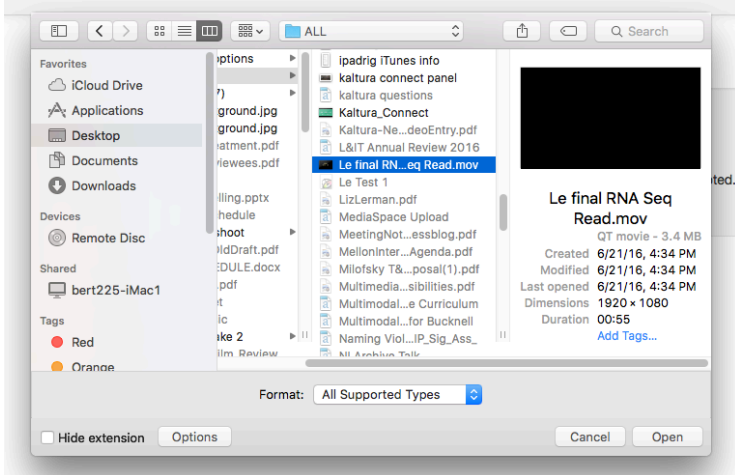 ALL
Search
Favorites
iCloud Drive
Applications
Desktop
Documents
Downloads
Devices
Remote Disc
Shared
bert225-iMac1
Tags
Red
Orange
ptions
7)
ground.jpg
ground.jpg
eatment.pdf
viewees.pdf
lling.pptx
hedule
shoot
OldDraft.pdf
EDULE.docx
.pdf
et
ic
ake 2
ilm Review
ipadrig iTunes info
kaltura connect panel
kaltura questions
Kaltura_Connect
Kaltura-Ne...deoEntry.pdf
L&IT Annual Review 2016
Le final RN...eq Read.mov
Le Test 1
LizLerman.pdf
MediaSpace Upload
MeetingNot...essblog.pdf
MellonInter...Agenda.pdf
Milofsky T&...posal(1).pdf
Multimedia...sibilities.pdf
Multimodal...e Curriculum
Multimodal...for Bucknell
Naming Viol...IP_Sig_Ass_
NI Archive Talk
Le final RNA Seq
Read.mov
QT movie - 3.4 MB
Created 6/21/16, 4:34 PM
Modified 6/21/16, 4:34 PM
Last opened 6/21/16, 4:34 PM
Dimensions 1920 × 1080
Duration 00:55
Add Tags...
oted.
Format: All Supported Types
Hide extension
Options
Cancel
Open